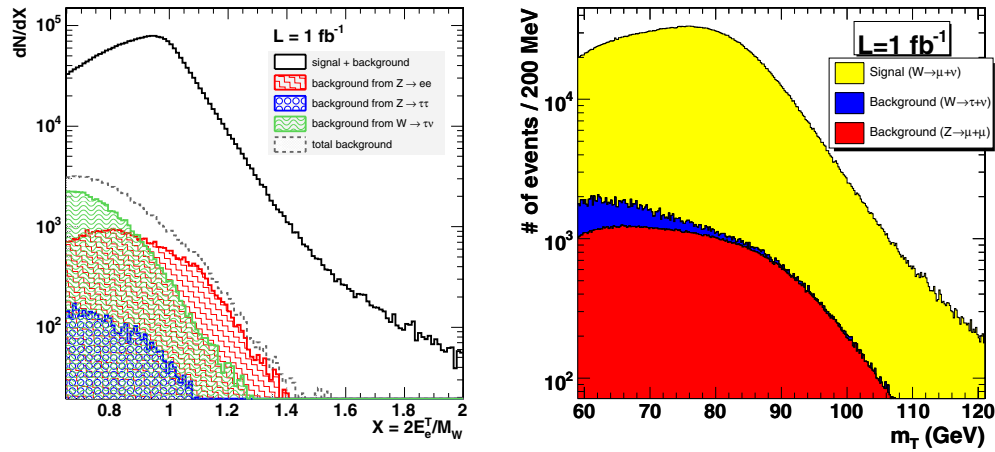 dN/dX
10⁵
10⁴
10³
10²
L = 1 fb⁻¹
signal + background
background from Z → ee
background from Z → ττ
background from W → τν
total background
0.8 1 1.2 1.4 1.6 1.8 2
X = 2Eₑᵀ/M_W
# of events / 200 MeV
10⁴
10³
10²
L=1 fb⁻¹
Signal (W→μ+ν)
Background (W→τ+ν)
Background (Z→μ+μ)
60 70 80 90 100 110 120
m_T (GeV)